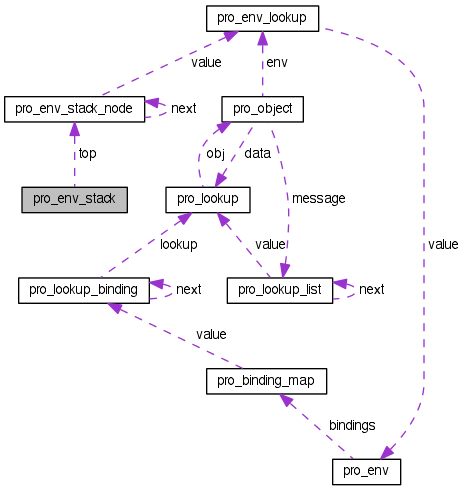 pro_env_lookup
value
env
pro_env_stack_node
next
pro_object
top
obj
data
pro_env_stack
pro_lookup
message
lookup
value
value
pro_lookup_binding
next
pro_lookup_list
next
value
pro_binding_map
bindings
pro_env